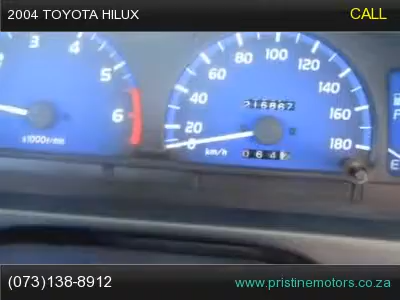 2004 TOYOTA HILUX
CALL
3 4 5 6
x1000r/min
0 20 40 60 80 100 120 140 160 180
216887
km/h
F
E
(073)138-8912
www.pristinemotors.co.za